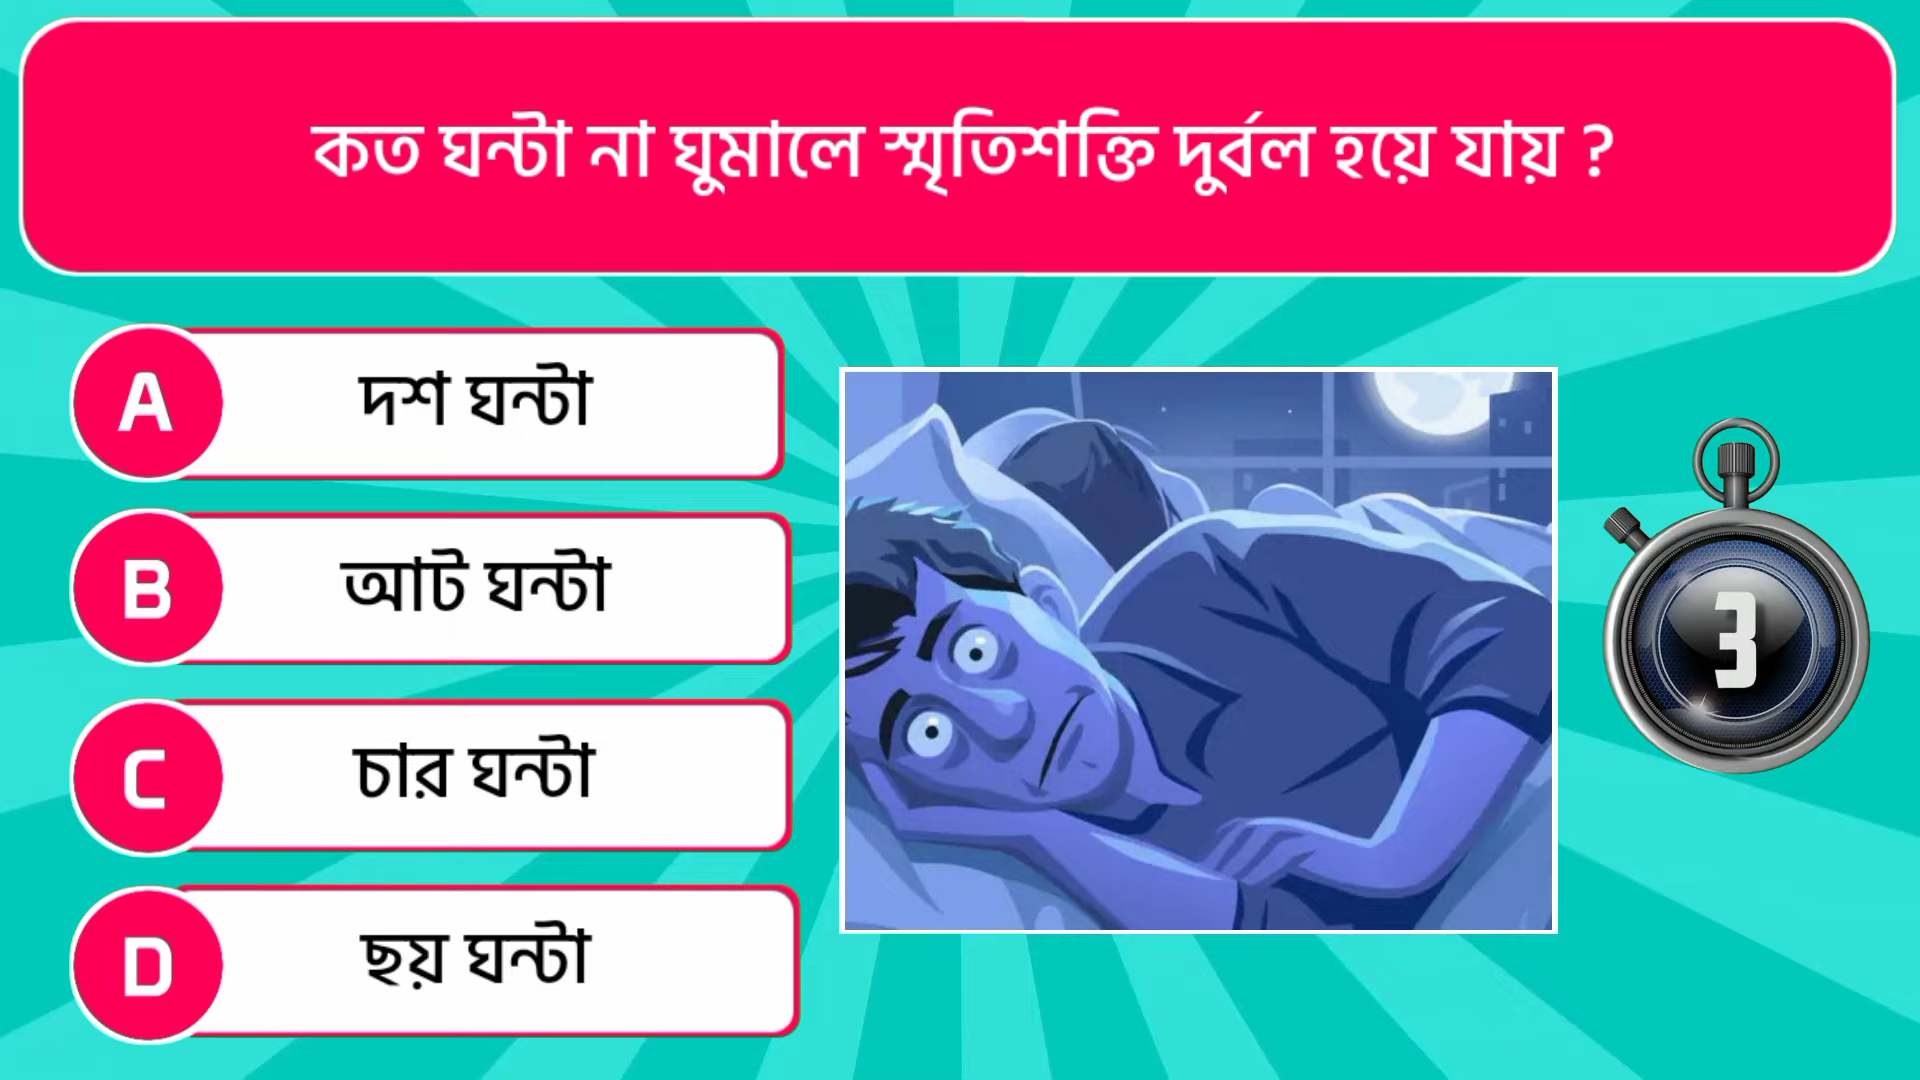 কত ঘন্টা না ঘুমালে স্মৃতিশক্তি দুর্বল হয়ে যায় ?
A দশ ঘন্টা
B আট ঘন্টা
C চার ঘন্টা
D ছয় ঘন্টা
3